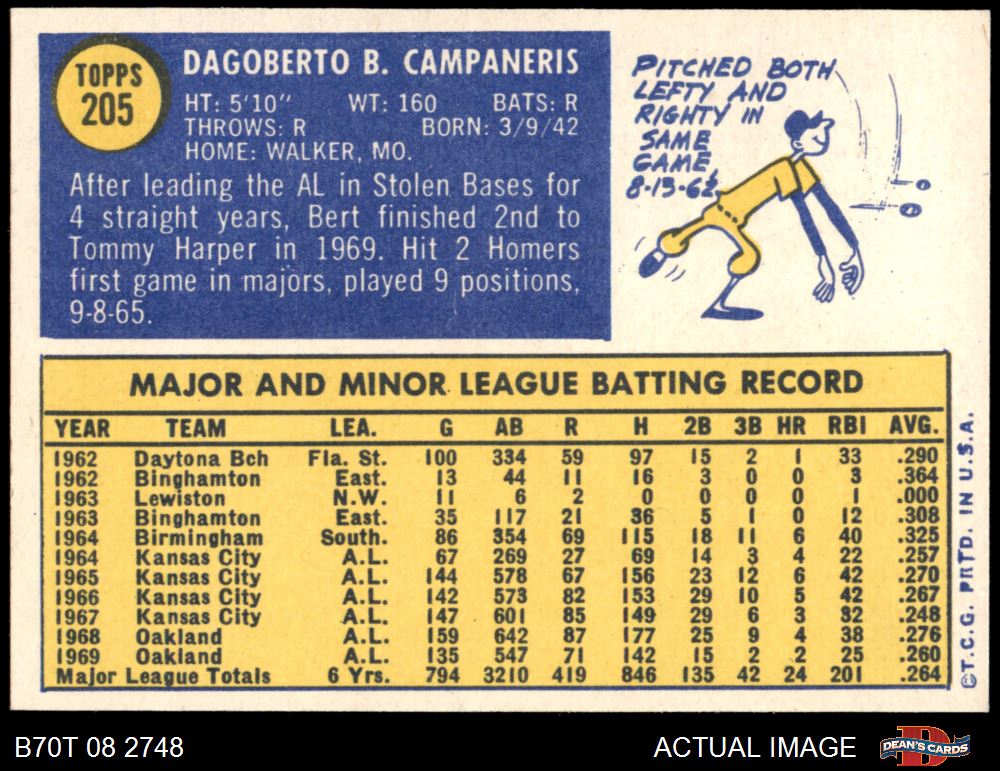 TOPPS
205
DAGOBERTO B. CAMPANERIS
HT: 5'10" WT: 160 BATS: R
THROWS: R BORN: 3/9/42
HOME: WALKER, MO.
After leading the AL in Stolen Bases for
4 straight years, Bert finished 2nd to
Tommy Harper in 1969. Hit 2 Homers
first game in majors, played 9 positions,
9-8-65.
PITCHED BOTH
LEFTY AND
RIGHTY IN
SAME
GAME,
8-13-62.
MAJOR AND MINOR LEAGUE BATTING RECORD
YEAR TEAM LEA. G AB R H 2B 3B HR RBI AVG.
1962 Daytona Bch Fla. St. 100 334 59 97 15 2 1 33 .290
1962 Binghamton East. 13 44 11 16 3 0 0 3 .364
1963 Lewiston N.W. 11 6 2 0 0 0 0 1 .000
1963 Binghamton East. 35 117 21 36 5 1 0 12 .308
1964 Birmingham South. 86 354 69 115 18 11 6 40 .325
1964 Kansas City A.L. 67 269 27 69 14 3 4 22 .257
1965 Kansas City A.L. 144 578 67 156 23 12 6 42 .270
1966 Kansas City A.L. 142 573 82 153 29 10 5 42 .267
1967 Kansas City A.L. 147 601 85 149 29 6 3 32 .248
1968 Oakland A.L. 159 642 87 177 25 9 4 38 .276
1969 Oakland A.L. 135 547 71 142 15 2 2 25 .260
Major League Totals 6 Yrs. 794 3210 419 846 135 42 24 201 .264
©T.C.G. PRTD. IN U.S.A.
B70T 08 2748
ACTUAL IMAGE
D
DEAN'S CARDS